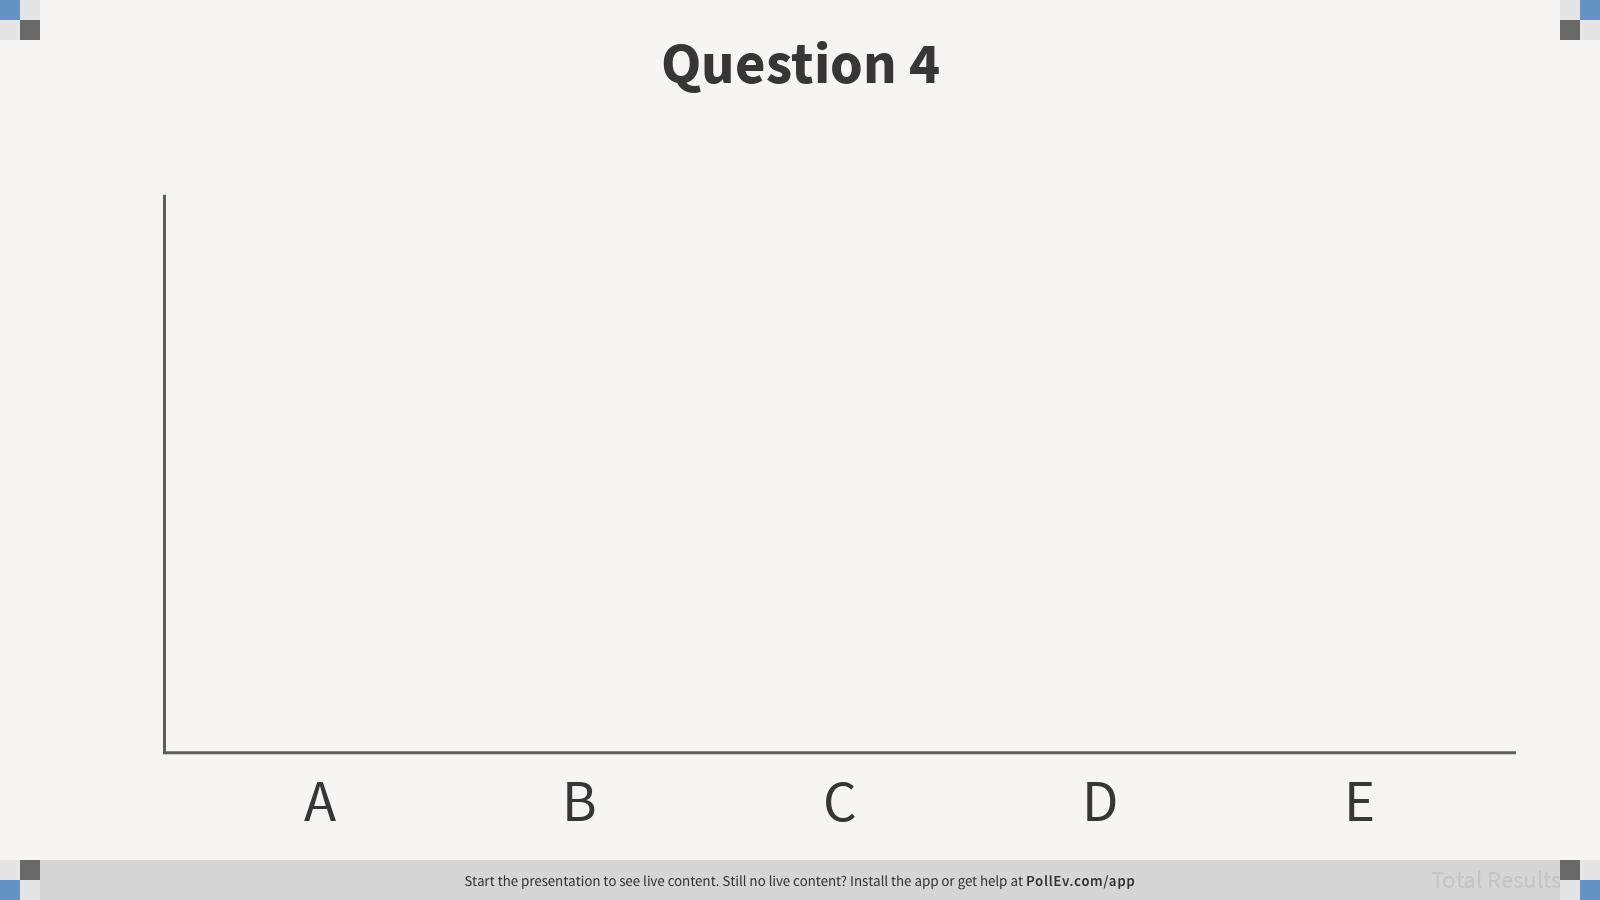 Question 4
A B C D E
Start the presentation to see live content. Still no live content? Install the app or get help at PollEv.com/app
Total Results